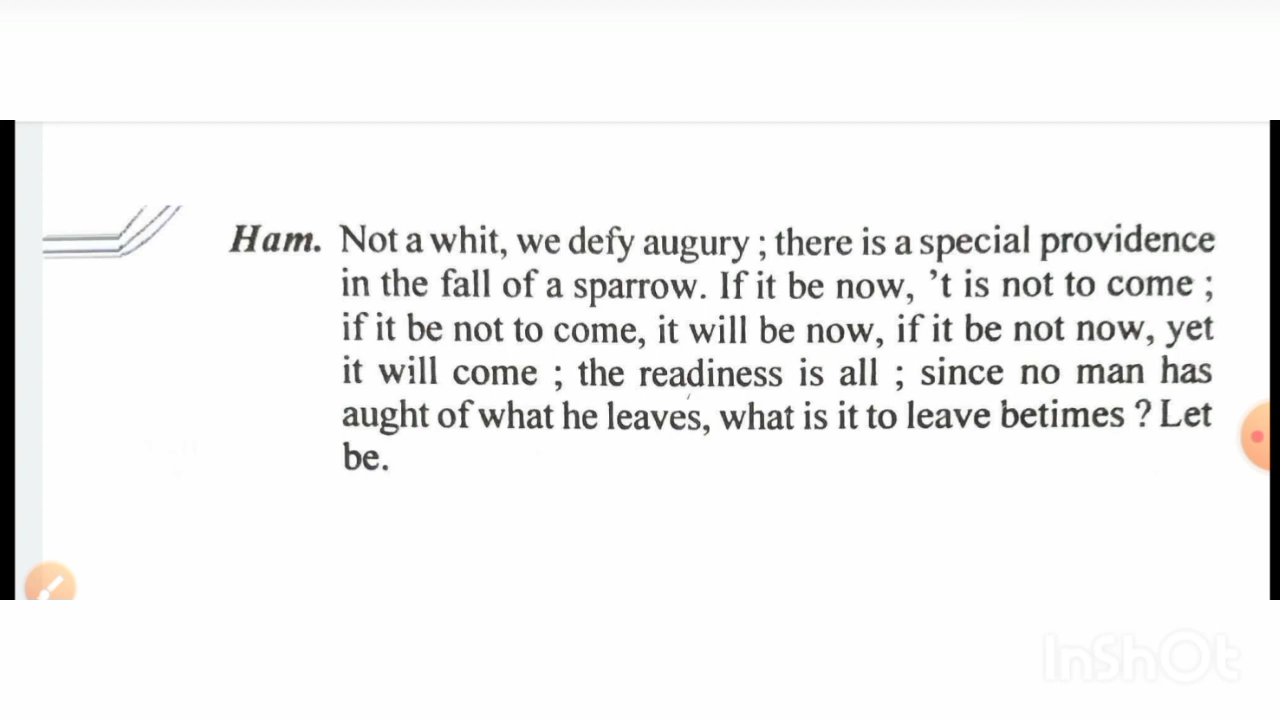 Ham. Not a whit, we defy augury ; there is a special providence
in the fall of a sparrow. If it be now, ’t is not to come ;
if it be not to come, it will be now, if it be not now, yet
it will come ; the readiness is all ; since no man has
aught of what he leaves, what is it to leave betimes ? Let
be.
InShOt